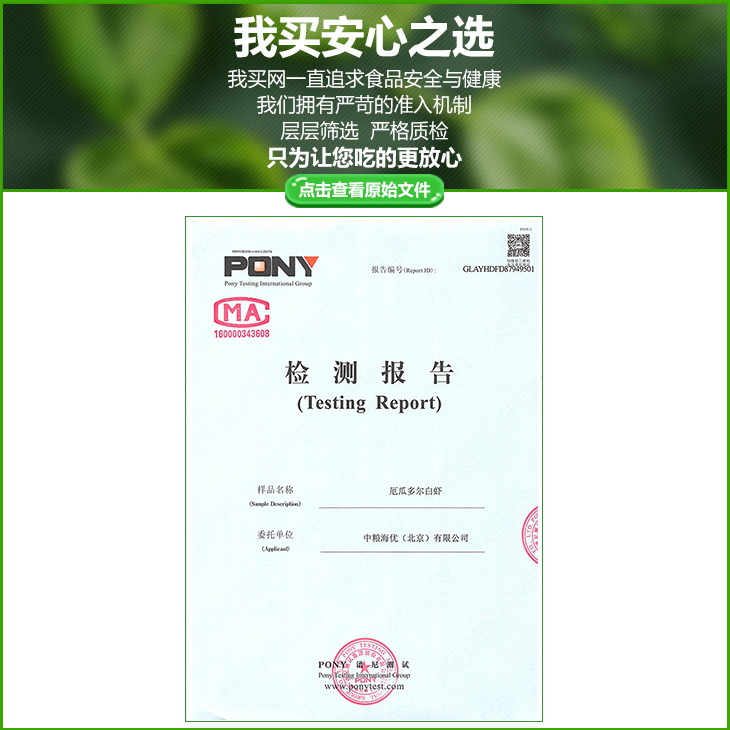 我买安心之选
我买网一直追求食品安全与健康
我们拥有严苛的准入机制
层层筛选 严格质检
只为让您吃的更放心
点击查看原始文件
PONY
Pony Testing International Group
报告编号(Report ID):
GLAYHDFD87949501
MA
160000343608
检测报告
(Testing Report)
样品名称
厄瓜多尔白虾
(Sample Description)
委托单位
中粮海优（北京）有限公司
(Applicant)
PONY 谱尼测试
Pony Testing International Group
www.ponytest.com